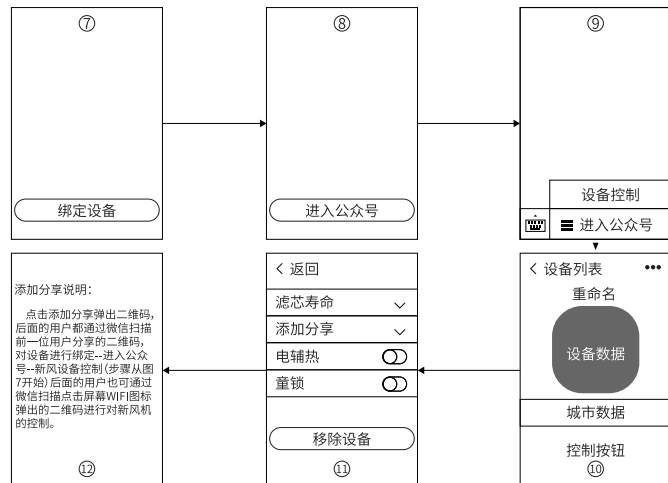 ⑦
绑定设备
⑧
进入公众号
⑨
设备控制
进入公众号
设备列表
重命名
设备数据
城市数据
控制按钮
⑩
返回
滤芯寿命
添加分享
电辅热
童锁
移除设备
⑪
添加分享说明：
点击添加分享弹出二维码，
后面的用户都通过微信扫描
前一位用户分享的二维码，
对设备进行绑定--进入公众
号--新风设备控制(步骤从图
7开始)后面的用户也可通过
微信扫描点击屏幕WIFI图标
弹出的二维码进行对新风机
的控制。
⑫